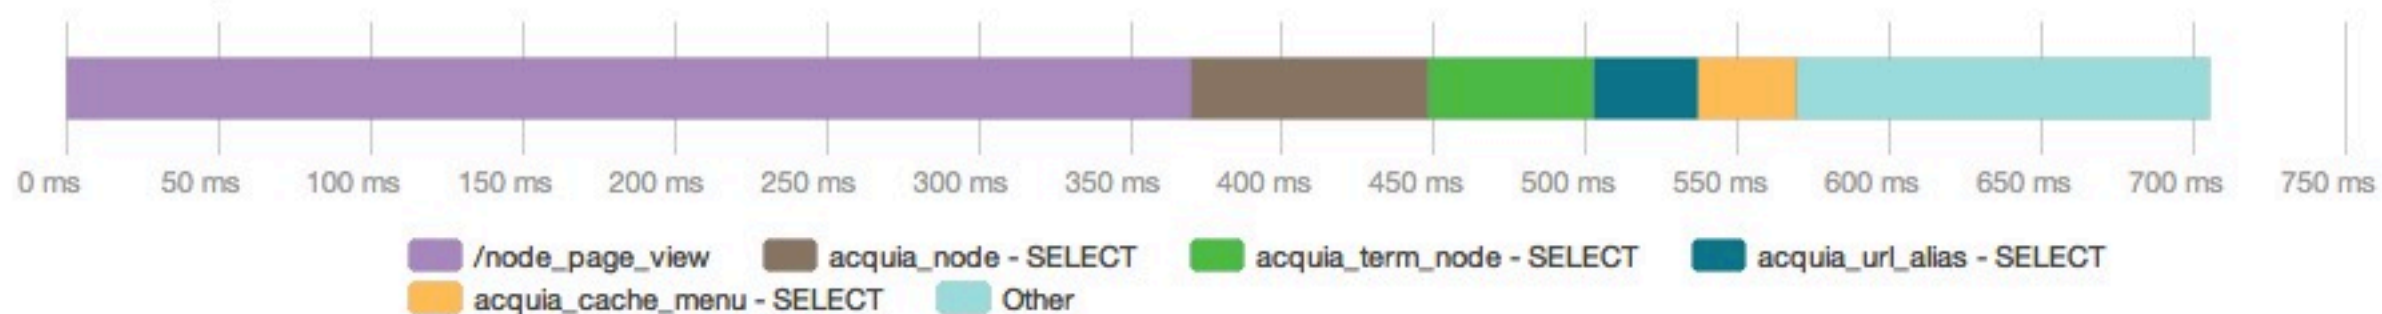 0 ms 50 ms 100 ms 150 ms 200 ms 250 ms 300 ms 350 ms 400 ms 450 ms 500 ms 550 ms 600 ms 650 ms 700 ms 750 ms
/node_page_view acquia_node - SELECT acquia_term_node - SELECT acquia_url_alias - SELECT
acquia_cache_menu - SELECT Other